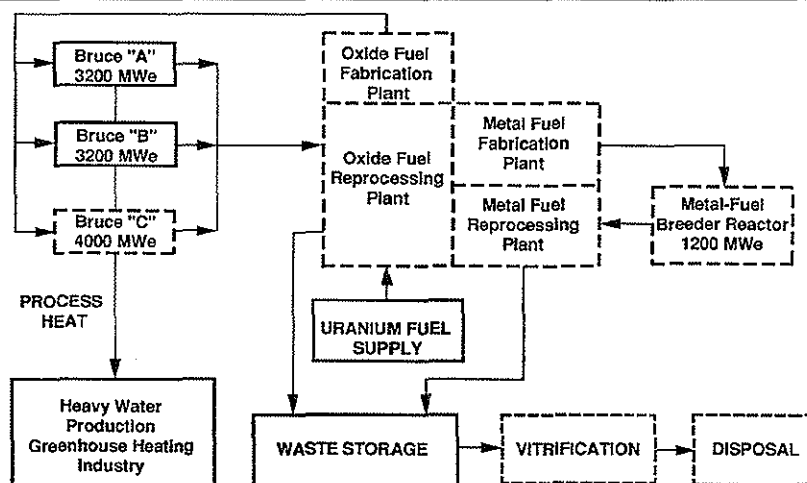 Bruce "A"
3200 MWe
Bruce "B"
3200 MWe
Bruce "C"
4000 MWe
PROCESS
HEAT
Heavy Water
Production
Greenhouse Heating
Industry
Oxide Fuel
Fabrication
Plant
Oxide Fuel
Reprocessing
Plant
Metal Fuel
Fabrication
Plant
Metal Fuel
Reprocessing
Plant
Metal-Fuel
Breeder Reactor
1200 MWe
URANIUM FUEL
SUPPLY
WASTE STORAGE
VITRIFICATION
DISPOSAL